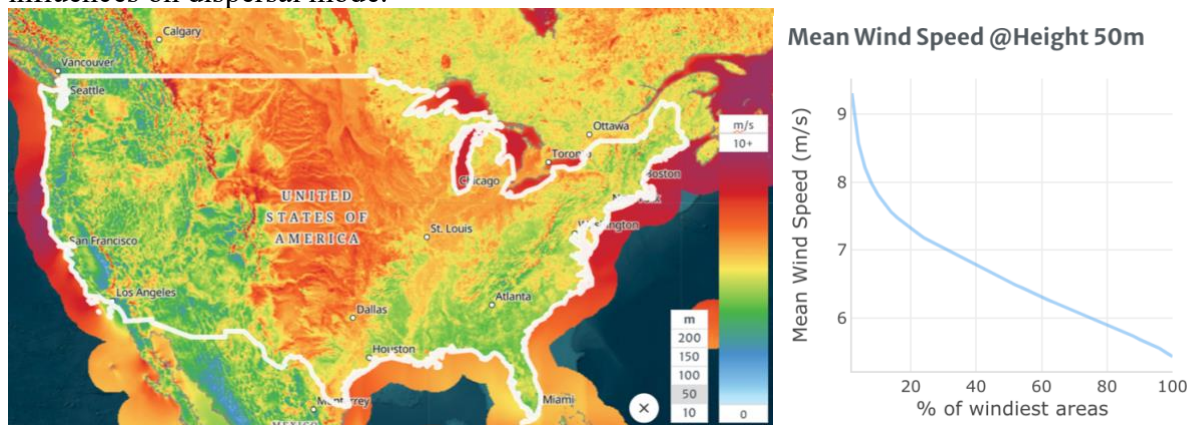 influences on dispersal mode.
Calgary
Vancouver
Seattle
Ottawa
Toronto
Chicago
Boston
UNITED
STATES OF
AMERICA
St. Louis
Washington
San Francisco
Los Angeles
Atlanta
Dallas
Houston
Monterrey
Miami
MEXICO
m/s
10+
0
m
200
150
100
50
10
Mean Wind Speed @Height 50m
Mean Wind Speed (m/s)
9
8
7
6
20
40
60
80
100
% of windiest areas